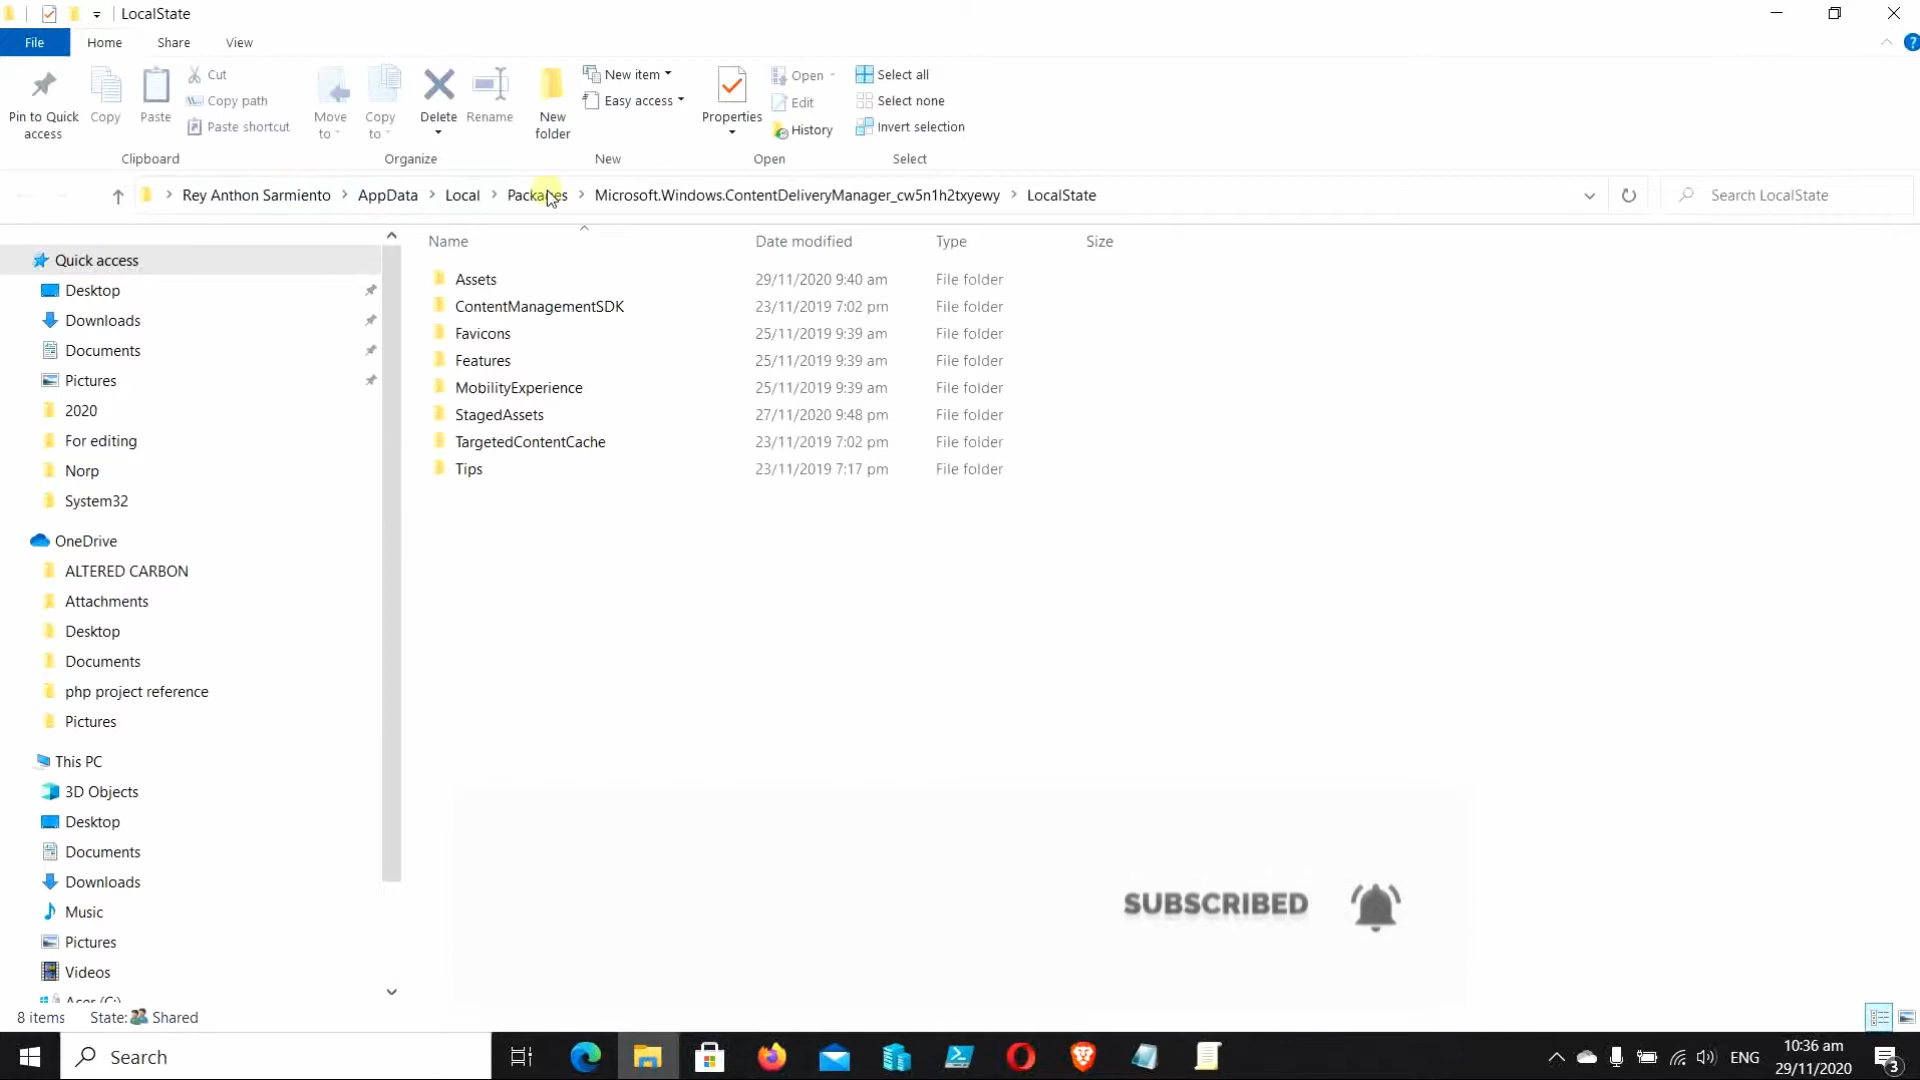 LocalState
File Home Share View
Pin to Quick access
Copy
Paste
Cut
Copy path
Paste shortcut
Clipboard
Move to
Copy to
Delete
Rename
Organize
New folder
New item
Easy access
New
Properties
Open
Edit
History
Open
Select all
Select none
Invert selection
Select
Rey Anthon Sarmiento AppData Local Packages Microsoft.Windows.ContentDeliveryManager_cw5n1h2txyewy LocalState
Search LocalState
Quick access
Desktop
Downloads
Documents
Pictures
2020
For editing
Norp
System32
OneDrive
ALTERED CARBON
Attachments
Desktop
Documents
php project reference
Pictures
This PC
3D Objects
Desktop
Documents
Downloads
Music
Pictures
Videos
Acer (C:)
Name Date modified Type Size
Assets 29/11/2020 9:40 am File folder
ContentManagementSDK 23/11/2019 7:02 pm File folder
Favicons 25/11/2019 9:39 am File folder
Features 25/11/2019 9:39 am File folder
MobilityExperience 25/11/2019 9:39 am File folder
StagedAssets 27/11/2020 9:48 pm File folder
TargetedContentCache 23/11/2019 7:02 pm File folder
Tips 23/11/2019 7:17 pm File folder
SUBSCRIBED
8 items State: Shared
Search
ENG
10:36 am
29/11/2020
3